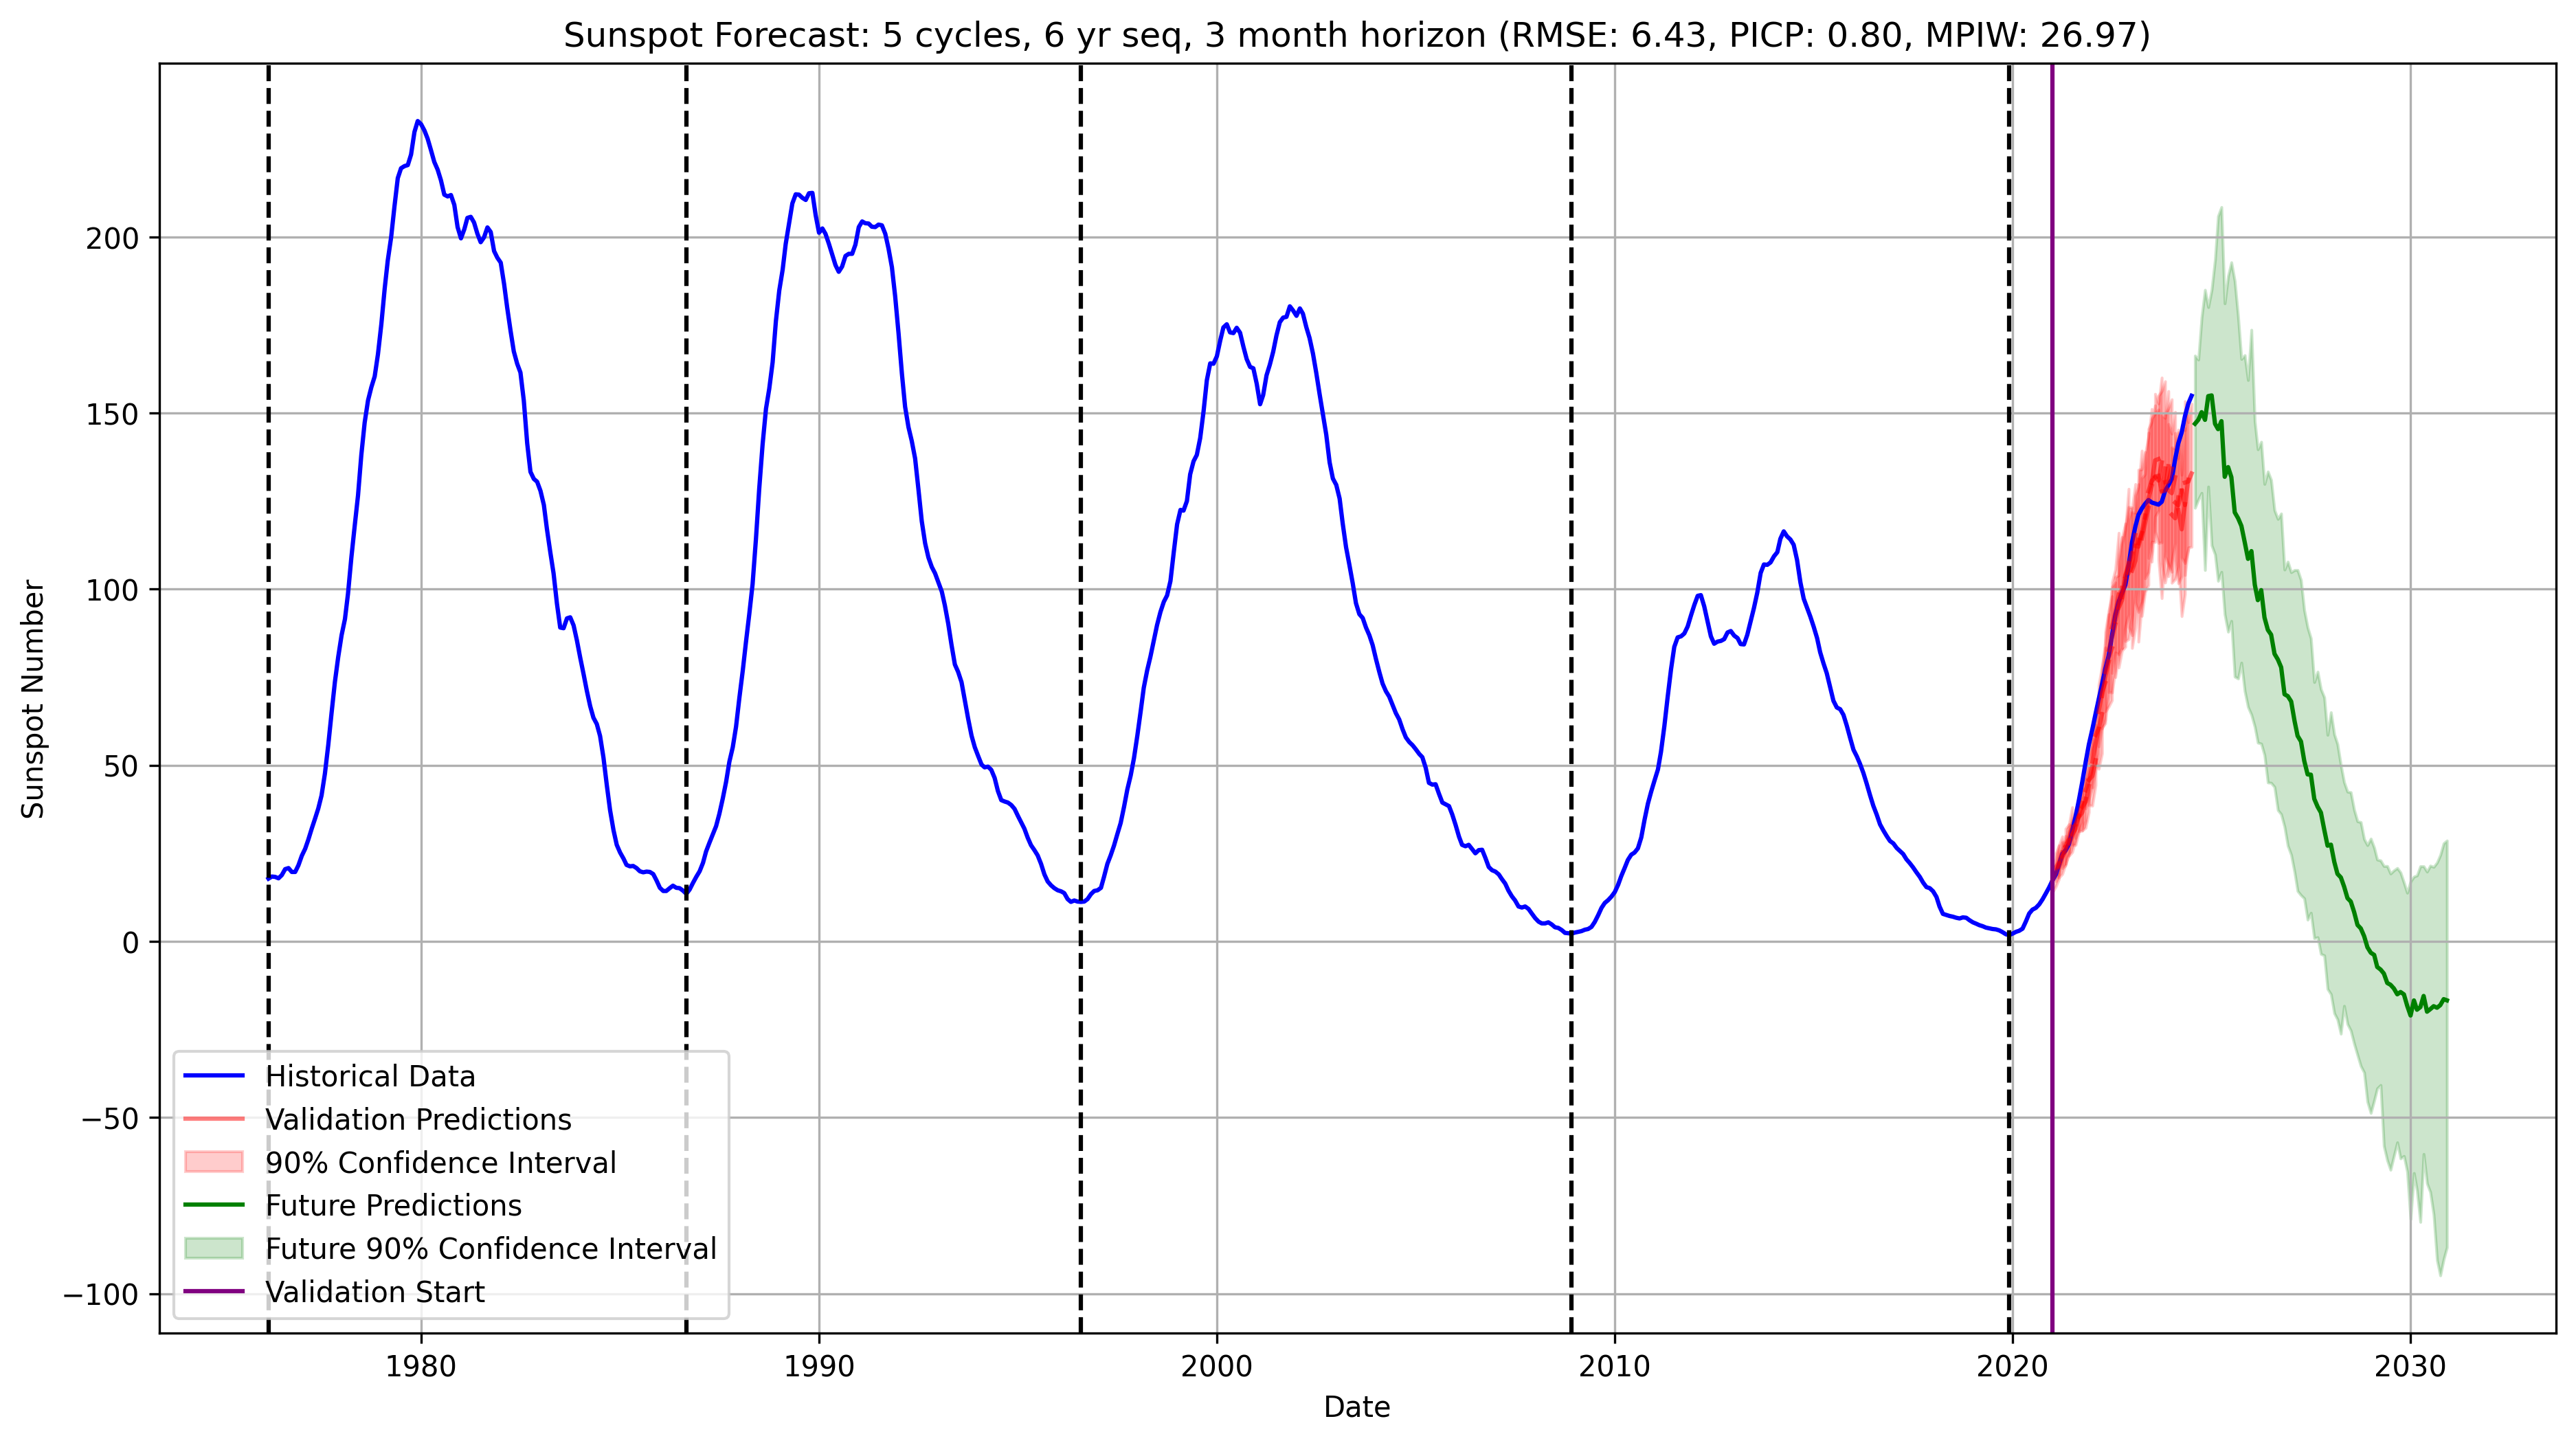 Sunspot Forecast: 5 cycles, 6 yr seq, 3 month horizon (RMSE: 6.43, PICP: 0.80, MPIW: 26.97)
Sunspot Number
200
150
100
50
0
−50
−100
Historical Data
Validation Predictions
90% Confidence Interval
Future Predictions
Future 90% Confidence Interval
Validation Start
1980
1990
2000
2010
2020
2030
Date